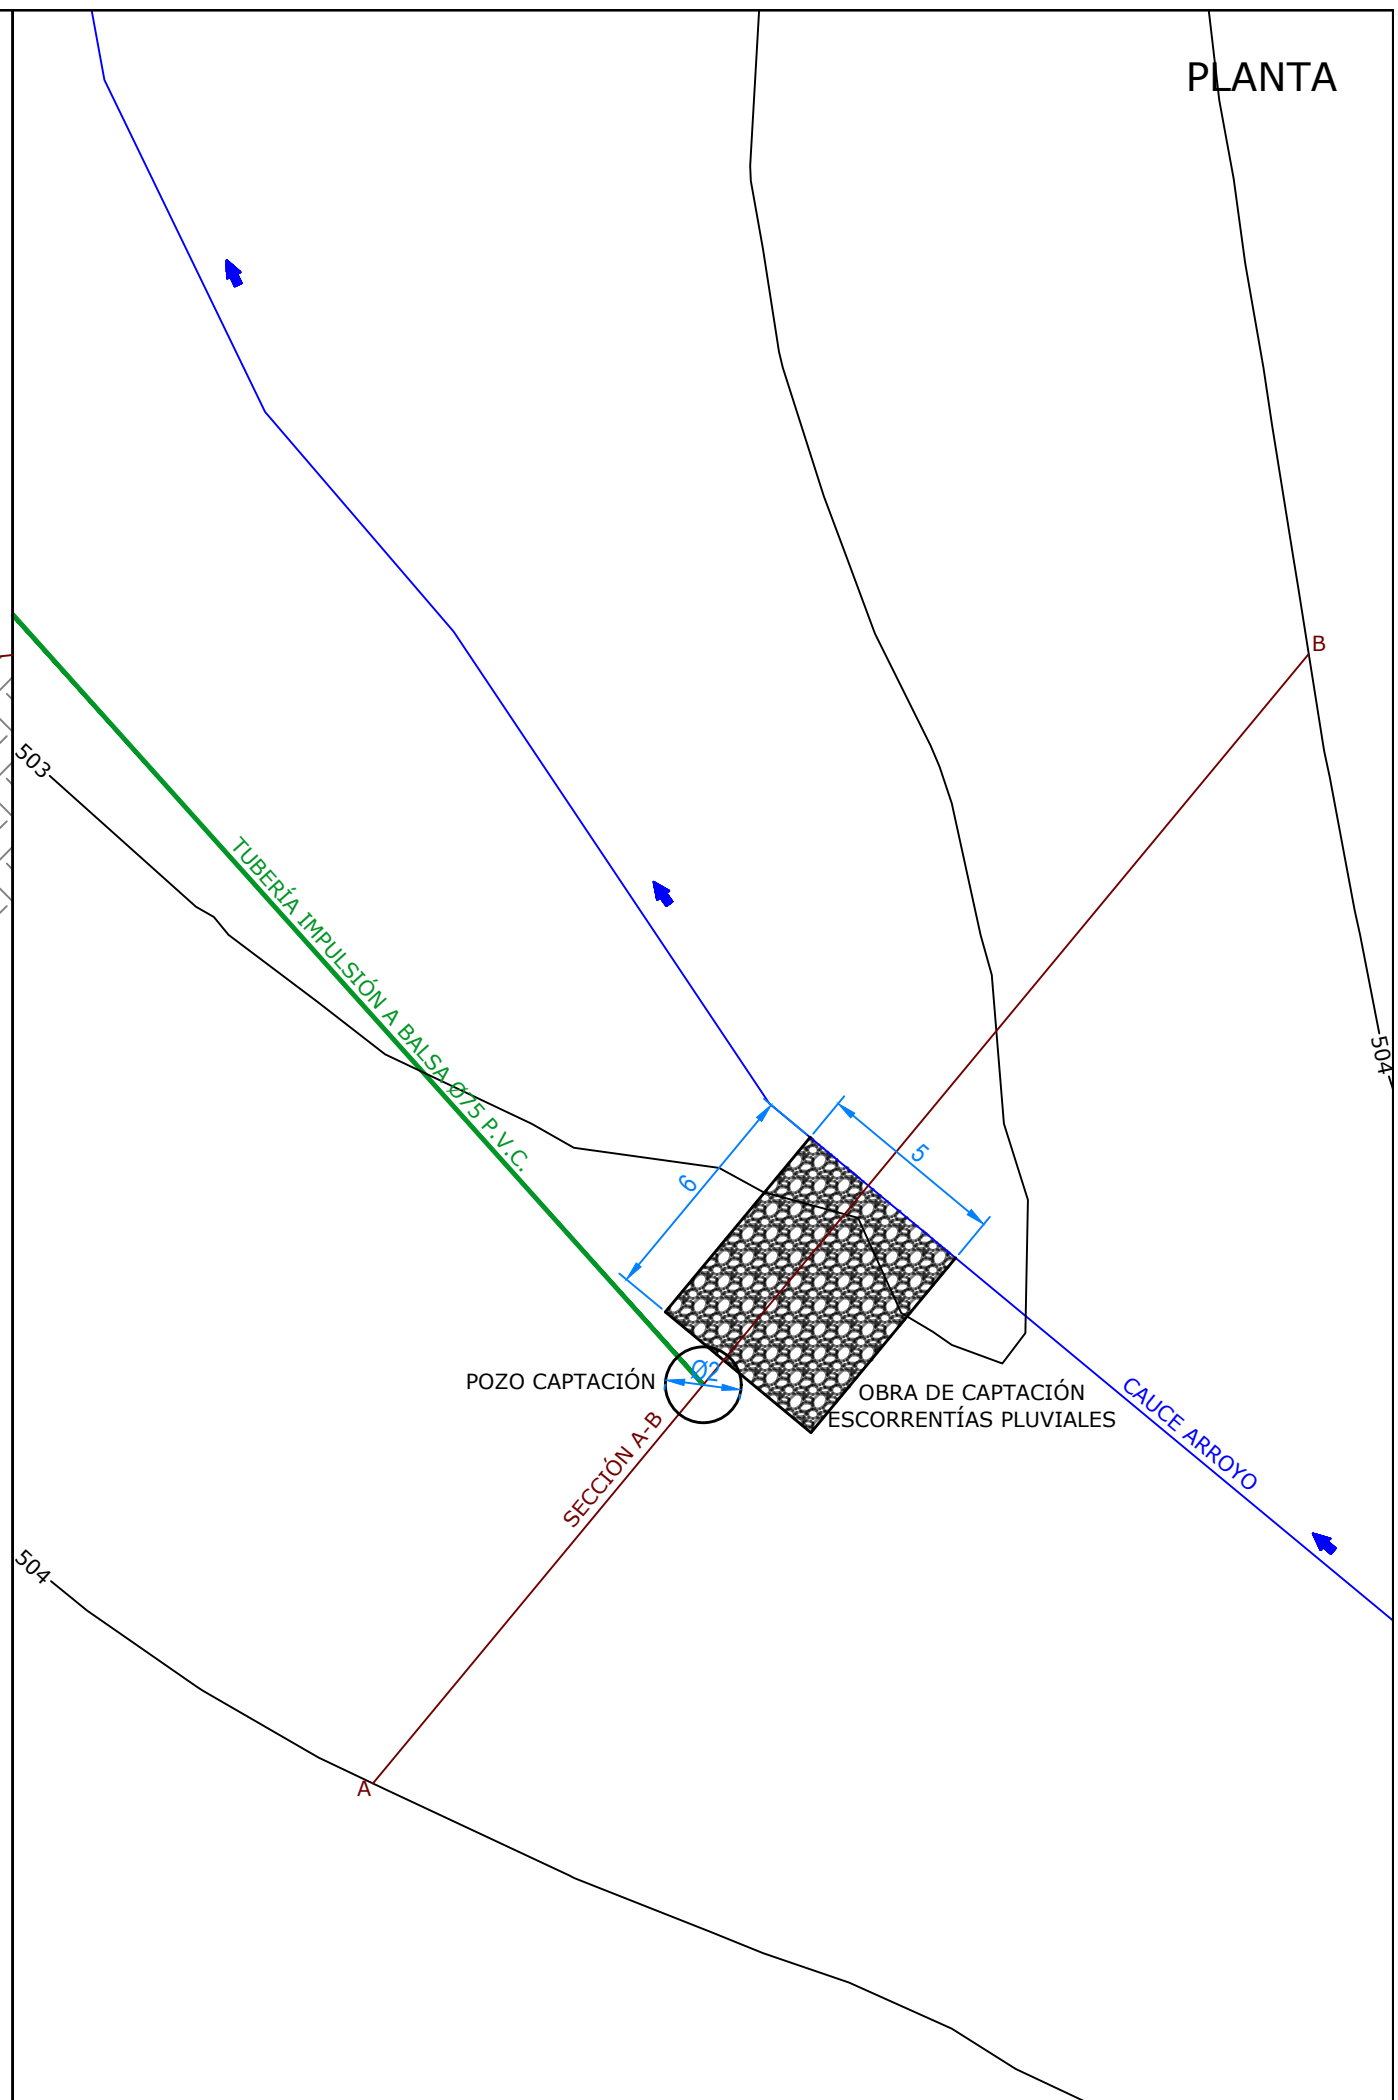 PLANTA
B
503
TUBERÍA IMPULSIÓN A BALSA Ø75 P.V.C.
504
5
6
Ø2
POZO CAPTACIÓN
OBRA DE CAPTACIÓN
ESCORRENTÍAS PLUVIALES
CAUCE ARROYO
SECCIÓN A-B
504
A